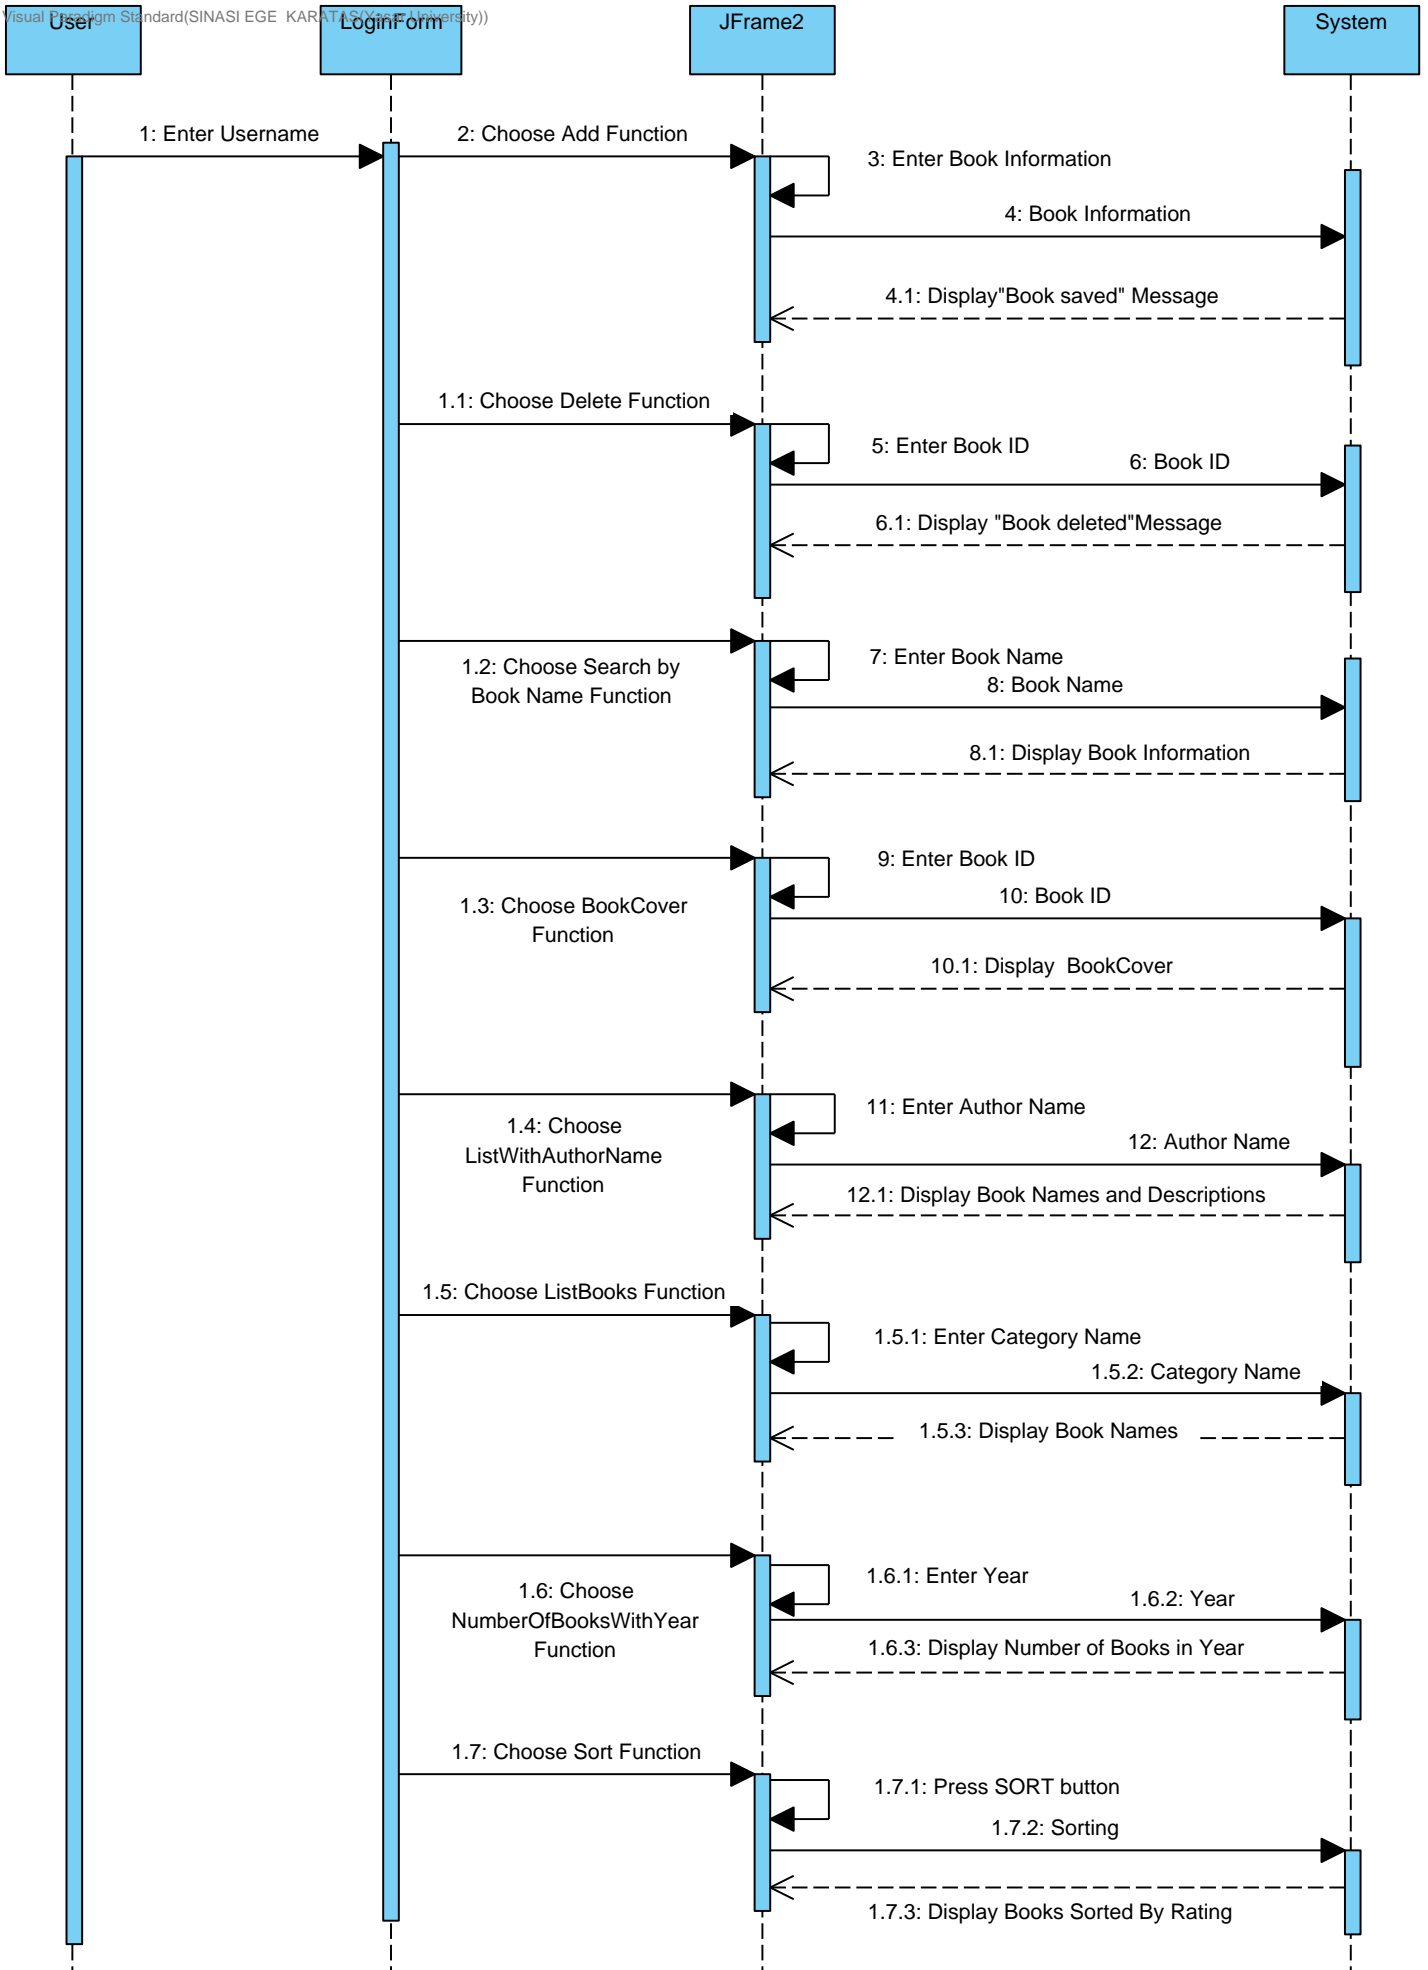 Visual Paradigm Standard(SINASI EGE KARATAS(Yasar University))
User
LoginForm
JFrame2
System
1: Enter Username
2: Choose Add Function
3: Enter Book Information
4: Book Information
4.1: Display"Book saved" Message
1.1: Choose Delete Function
5: Enter Book ID
6: Book ID
6.1: Display "Book deleted"Message
1.2: Choose Search by
Book Name Function
7: Enter Book Name
8: Book Name
8.1: Display Book Information
1.3: Choose BookCover
Function
9: Enter Book ID
10: Book ID
10.1: Display  BookCover
1.4: Choose
ListWithAuthorName
Function
11: Enter Author Name
12: Author Name
12.1: Display Book Names and Descriptions
1.5: Choose ListBooks Function
1.5.1: Enter Category Name
1.5.2: Category Name
1.5.3: Display Book Names
1.6: Choose
NumberOfBooksWithYear
Function
1.6.1: Enter Year
1.6.2: Year
1.6.3: Display Number of Books in Year
1.7: Choose Sort Function
1.7.1: Press SORT button
1.7.2: Sorting
1.7.3: Display Books Sorted By Rating